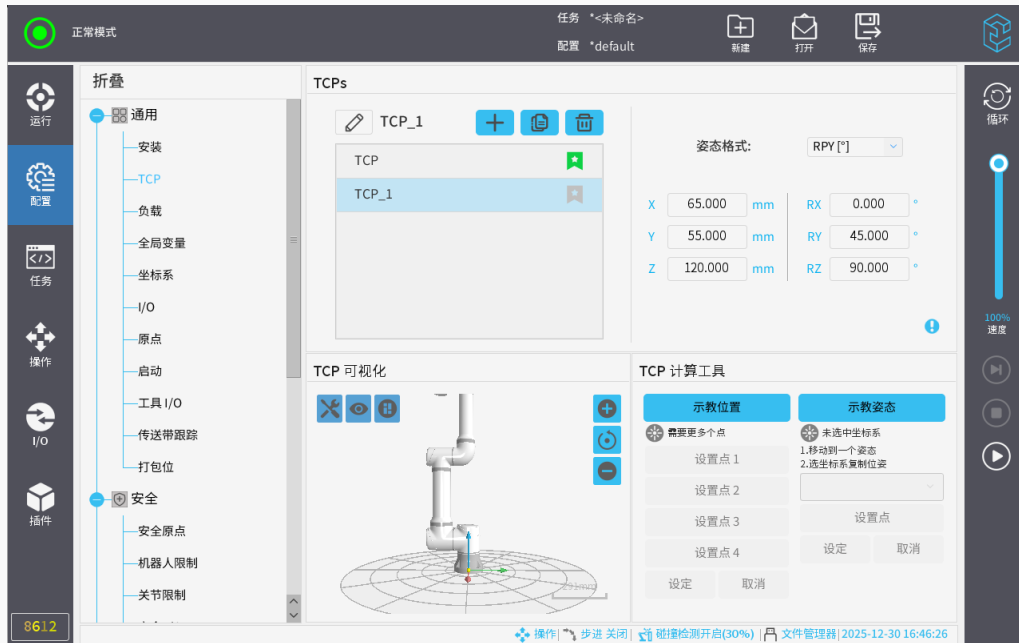 正常模式
任务 *<未命名>
配置 *default
新建
打开
保存
运行
配置
任务
操作
I/O
插件
8612
折叠
通用
安装
TCP
负载
全局变量
坐标系
I/O
原点
启动
工具 I/O
传送带跟踪
打包位
安全
安全原点
机器人限制
关节限制
TCPs
TCP_1
TCP
TCP_1
姿态格式:
RPY [°]
X 65.000 mm RX 0.000 °
Y 55.000 mm RY 45.000 °
Z 120.000 mm RZ 90.000 °
TCP 可视化
291mm
TCP 计算工具
示教位置
需要更多个点
设置点 1
设置点 2
设置点 3
设置点 4
设定 取消
示教姿态
未选中坐标系
1.移动到一个姿态
2.选坐标系复制位姿
设置点
设定 取消
循环
100%
速度
操作| 步进 关闭| 碰撞检测开启(30%) | 文件管理器| 2025-12-30 16:46:26